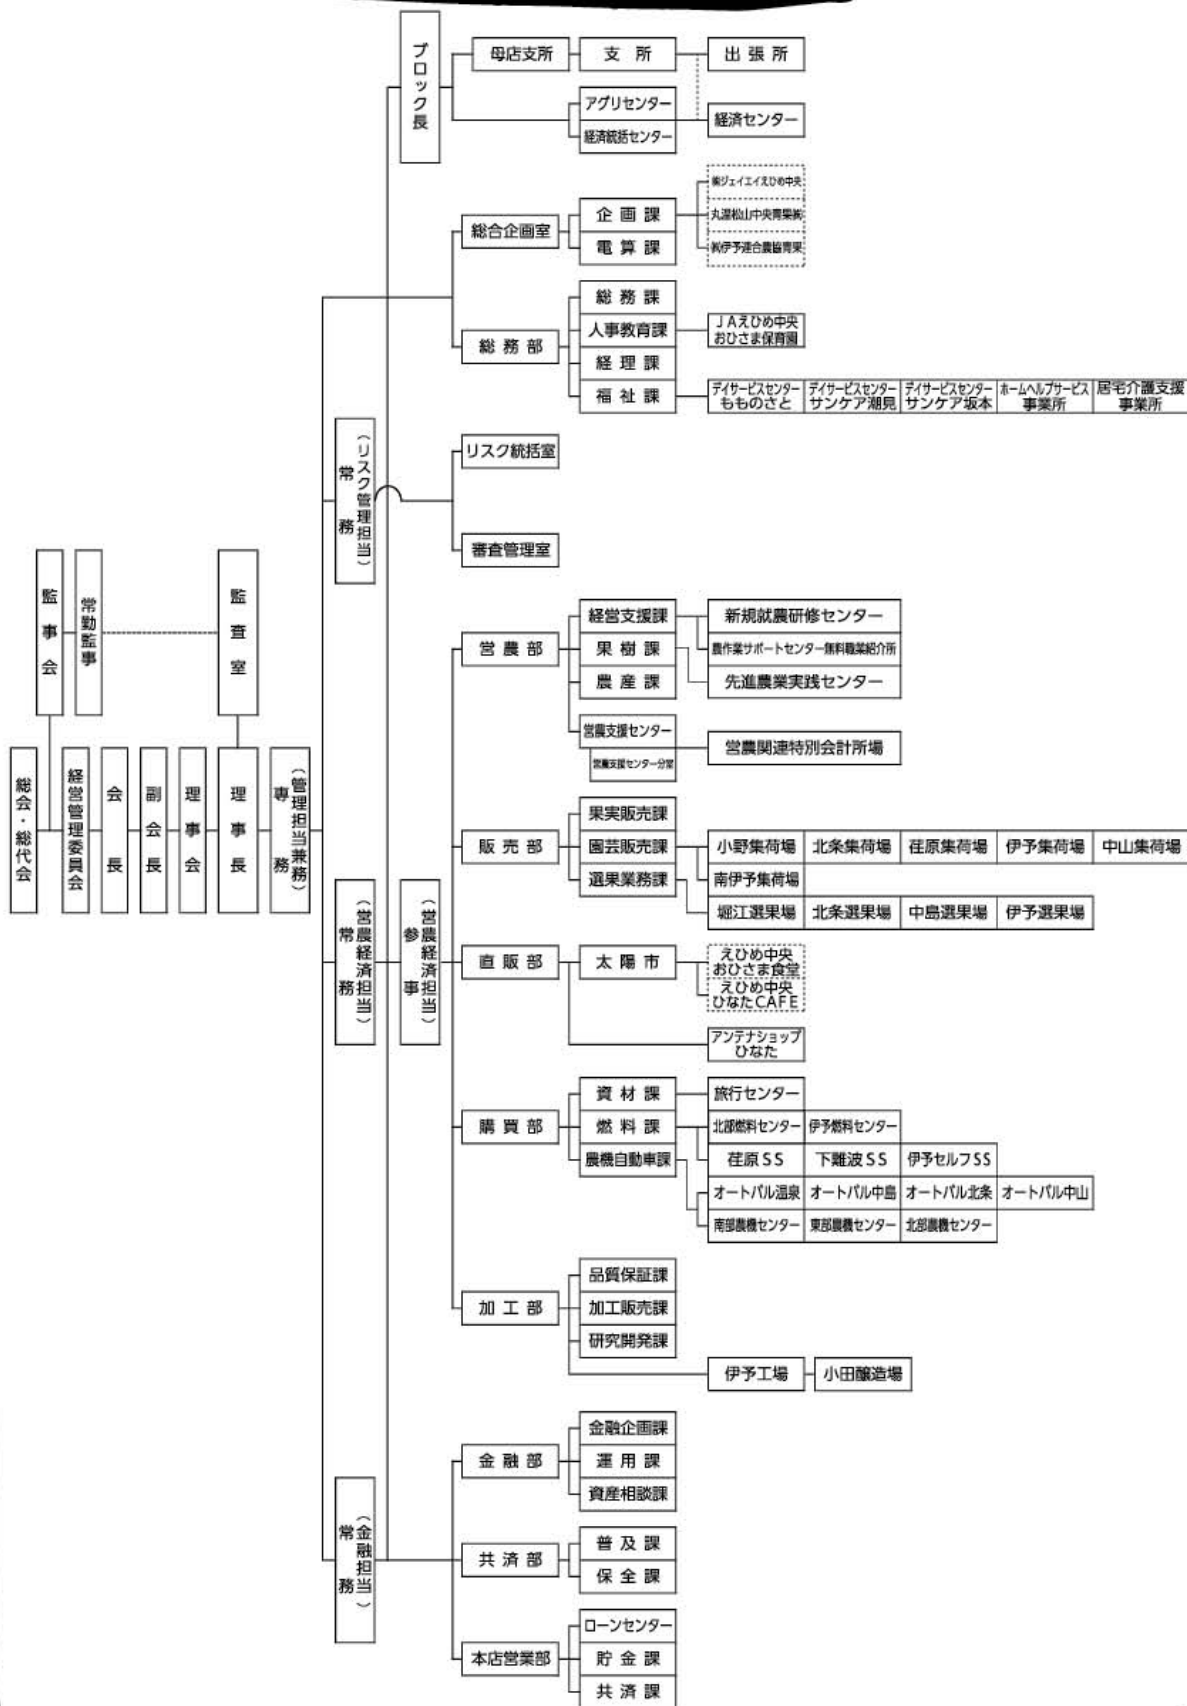 ブロック長
母店支所
支所
出張所
アグリセンター
経済統括センター
経済センター
総合企画室
企画課
電算課
㈱ジェイエイえひめ中央
丸温松山中央青果㈱
㈱伊予連合農協青果
総務部
総務課
人事教育課
経理課
福祉課
JAえひめ中央
おひさま保育園
デイサービスセンター
もものさと
デイサービスセンター
サンケア潮見
デイサービスセンター
サンケア坂本
ホームヘルプサービス
事業所
居宅介護支援
事業所
常務
(リスク管理担当)
リスク統括室
審査管理室
監事会
常勤監事
監査室
総会・総代会
経営管理委員会
会長
副会長
理事会
理事長
専務
(管理担当兼務)
常務
(営農経済担当)
参事
(営農経済担当)
営農部
経営支援課
果樹課
農産課
営農支援センター
営農支援センター分室
新規就農研修センター
農作業サポートセンター無料職業紹介所
先進農業実践センター
営農関連特別会計所場
販売部
果実販売課
園芸販売課
選果業務課
小野集荷場
北条集荷場
荏原集荷場
伊予集荷場
中山集荷場
南伊予集荷場
堀江選果場
北条選果場
中島選果場
伊予選果場
直販部
太陽市
えひめ中央
おひさま食堂
えひめ中央
ひなたCAFE
アンテナショップ
ひなた
購買部
資材課
燃料課
農機自動車課
旅行センター
北部燃料センター
伊予燃料センター
荏原SS
下難波SS
伊予セルフSS
オートパル温泉
オートパル中島
オートパル北条
オートパル中山
南部農機センター
東部農機センター
北部農機センター
加工部
品質保証課
加工販売課
研究開発課
伊予工場
小田醸造場
常務
(金融担当)
金融部
金融企画課
運用課
資産相談課
共済部
普及課
保全課
本店営業部
ローンセンター
貯金課
共済課